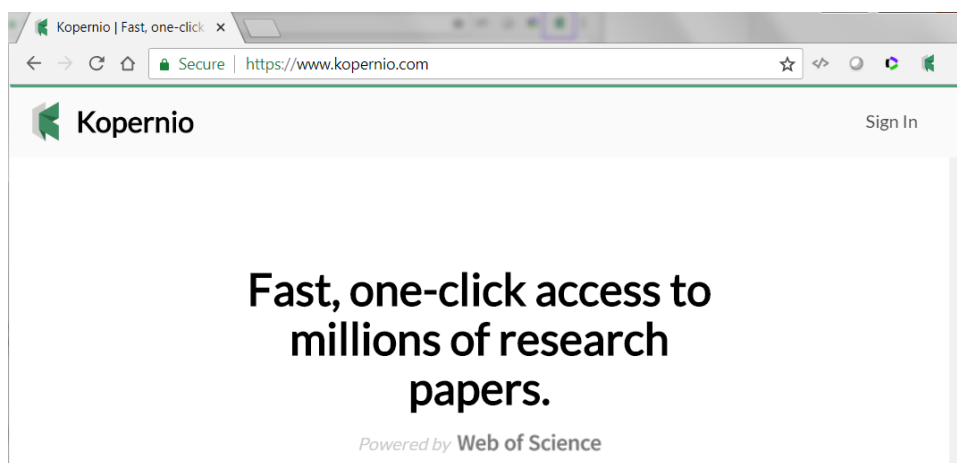 Kopernio | Fast, one-click
Secure | https://www.kopernio.com
Kopernio
Sign In
Fast, one-click access to
millions of research
papers.
Powered by Web of Science